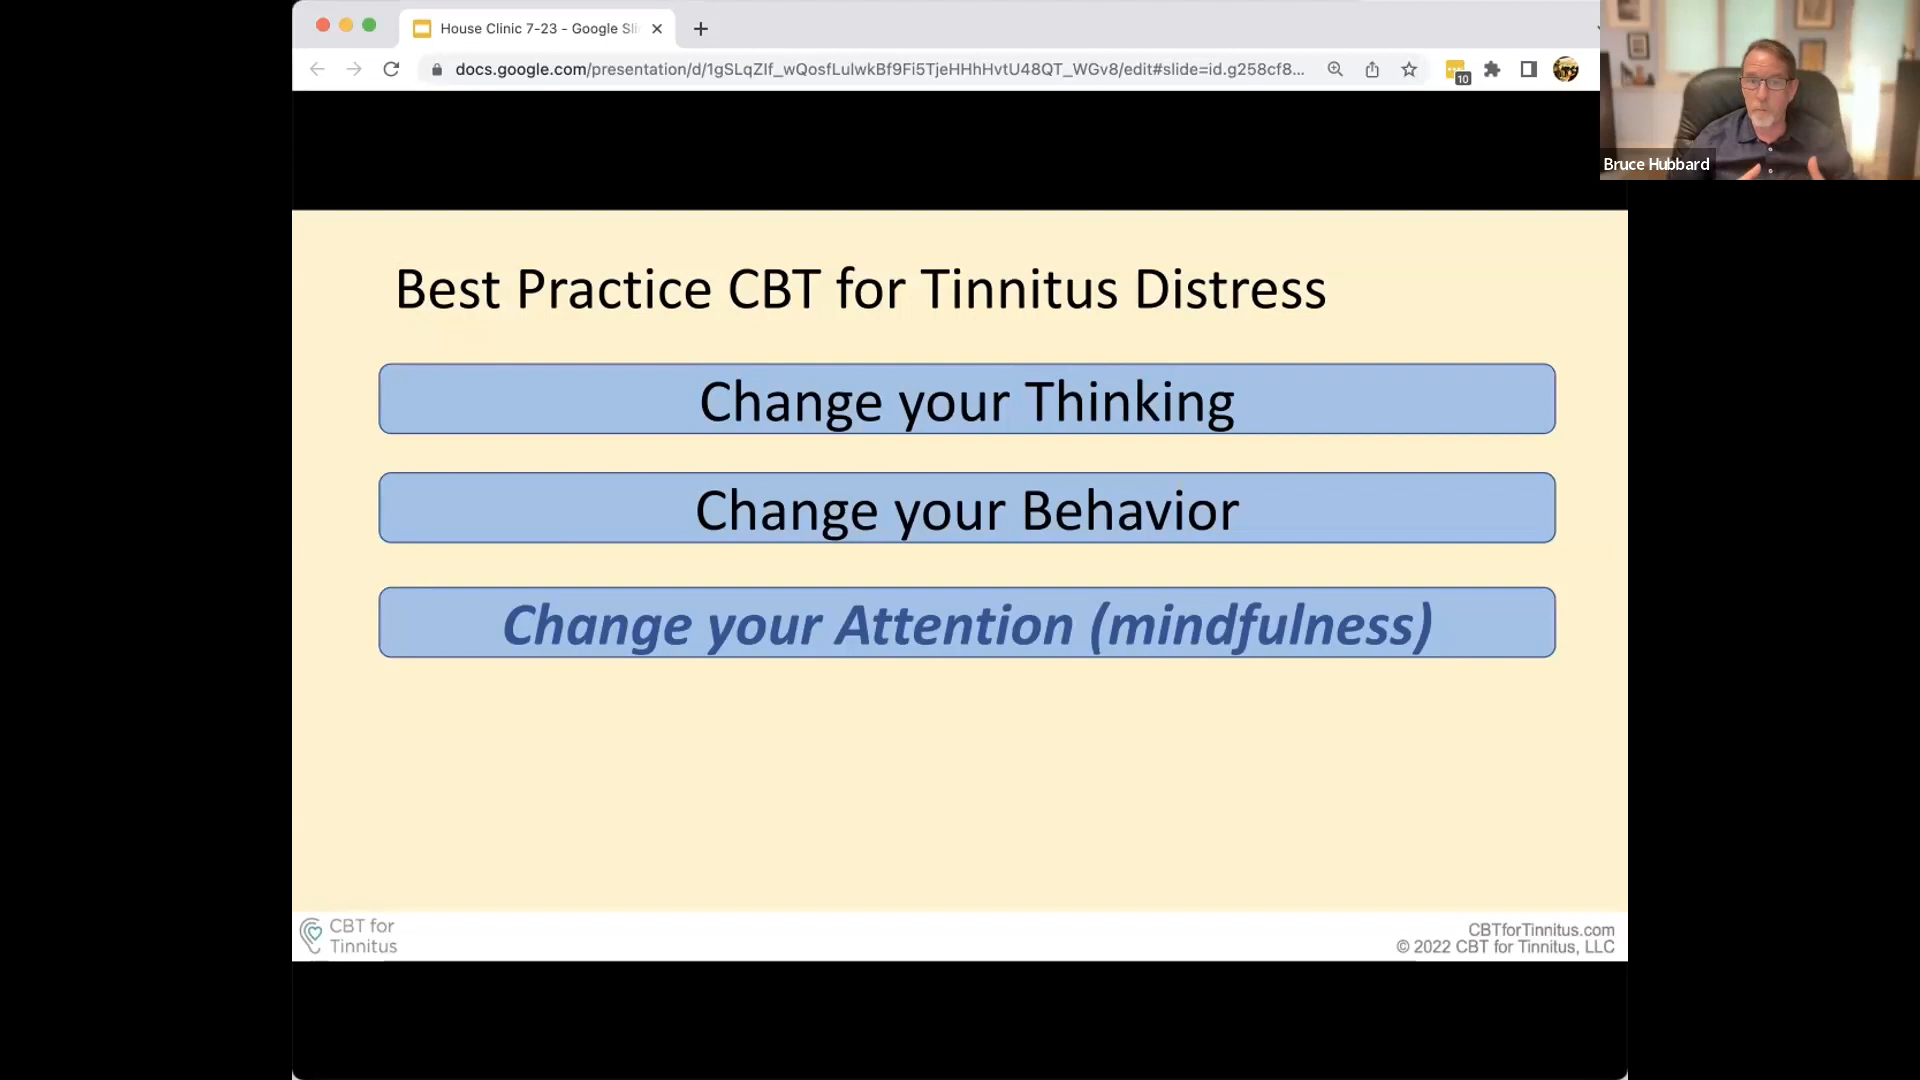 House Clinic 7-23 - Google Sli
docs.google.com/presentation/d/1gSLqZIf_wQosfLulwkBf9Fi5TjeHHhHvtU48QT_WGv8/edit#slide=id.g258cf8...
10
Bruce Hubbard
Best Practice CBT for Tinnitus Distress
Change your Thinking
Change your Behavior
Change your Attention (mindfulness)
CBT for
Tinnitus
CBTforTinnitus.com
© 2022 CBT for Tinnitus, LLC